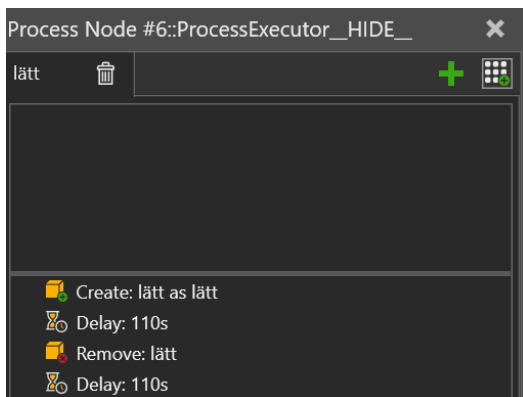 Process Node #6::ProcessExecutor__HIDE__
lätt
Create: lätt as lätt
Delay: 110s
Remove: lätt
Delay: 110s